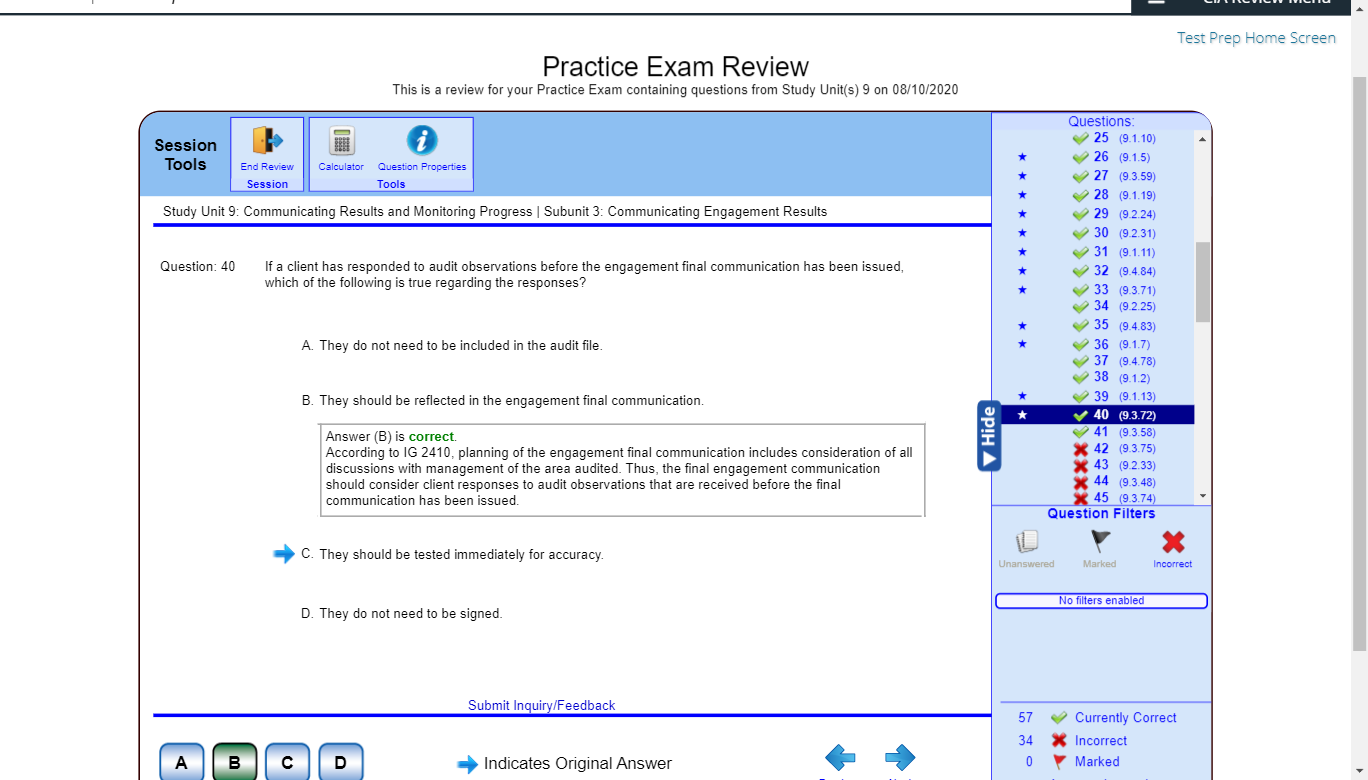 Test Prep Home Screen
Practice Exam Review
This is a review for your Practice Exam containing questions from Study Unit(s) 9 on 08/10/2020
Session
Tools
End Review
Session
Calculator
Question Properties
Tools
Study Unit 9: Communicating Results and Monitoring Progress | Subunit 3: Communicating Engagement Results
Question: 40
If a client has responded to audit observations before the engagement final communication has been issued,
which of the following is true regarding the responses?
A. They do not need to be included in the audit file.
B. They should be reflected in the engagement final communication.
Answer (B) is correct.
According to IG 2410, planning of the engagement final communication includes consideration of all
discussions with management of the area audited. Thus, the final engagement communication
should consider client responses to audit observations that are received before the final
communication has been issued.
C. They should be tested immediately for accuracy.
D. They do not need to be signed.
Submit Inquiry/Feedback
A B C D
Indicates Original Answer
Hide
Questions:
25 (9.1.10)
26 (9.1.5)
27 (9.3.59)
28 (9.1.19)
29 (9.2.24)
30 (9.2.31)
31 (9.1.11)
32 (9.4.84)
33 (9.3.71)
34 (9.2.25)
35 (9.4.83)
36 (9.1.7)
37 (9.4.78)
38 (9.1.2)
39 (9.1.13)
40 (9.3.72)
41 (9.3.58)
42 (9.3.75)
43 (9.2.33)
44 (9.3.48)
45 (9.3.74)
Question Filters
Unanswered
Marked
Incorrect
No filters enabled
57 Currently Correct
34 Incorrect
0 Marked